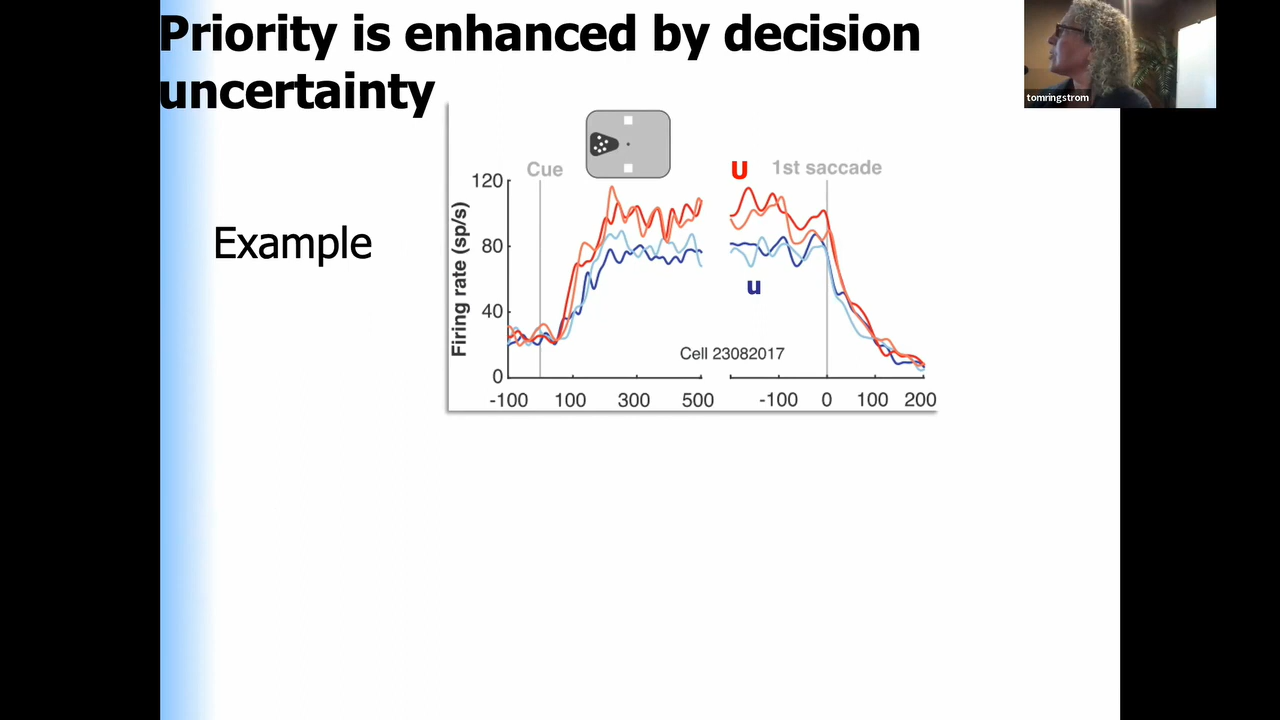 Priority is enhanced by decision
uncertainty
tomringstrom
Example
Cue
U
1st saccade
Firing rate (sp/s)
120
80
40
0
u
Cell 23082017
-100 100 300 500 -100 0 100 200